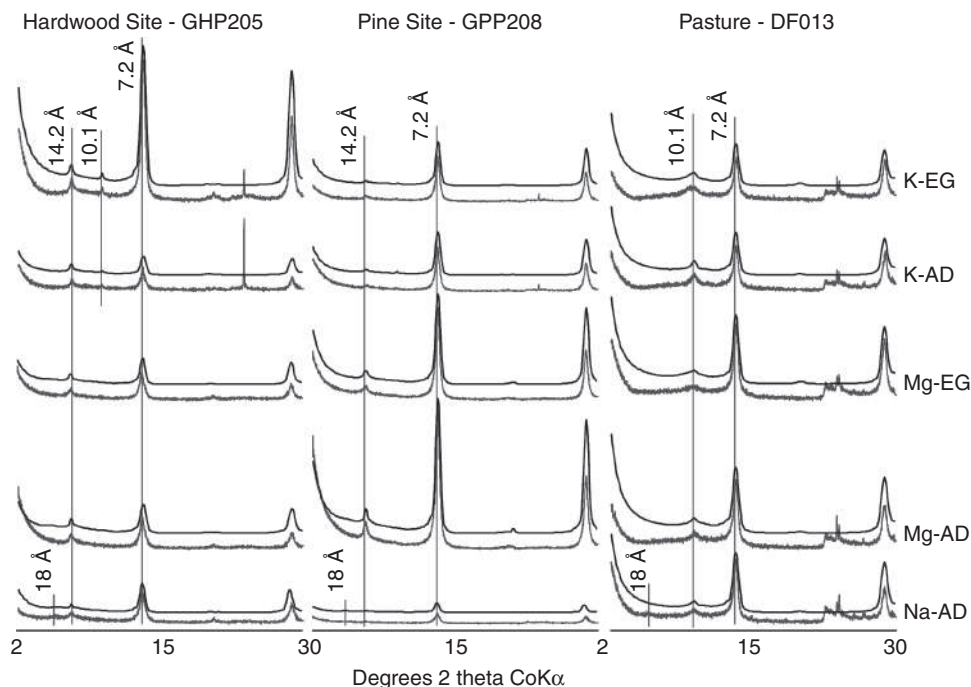 Hardwood Site - GHP205
Pine Site - GPP208
Pasture - DF013
14.2 Å
10.1 Å
7.2 Å
14.2 Å
7.2 Å
10.1 Å
7.2 Å
K-EG
K-AD
Mg-EG
Mg-AD
18 Å
18 Å
18 Å
Na-AD
2
15
30
15
2
15
30
Degrees 2 theta CoKα